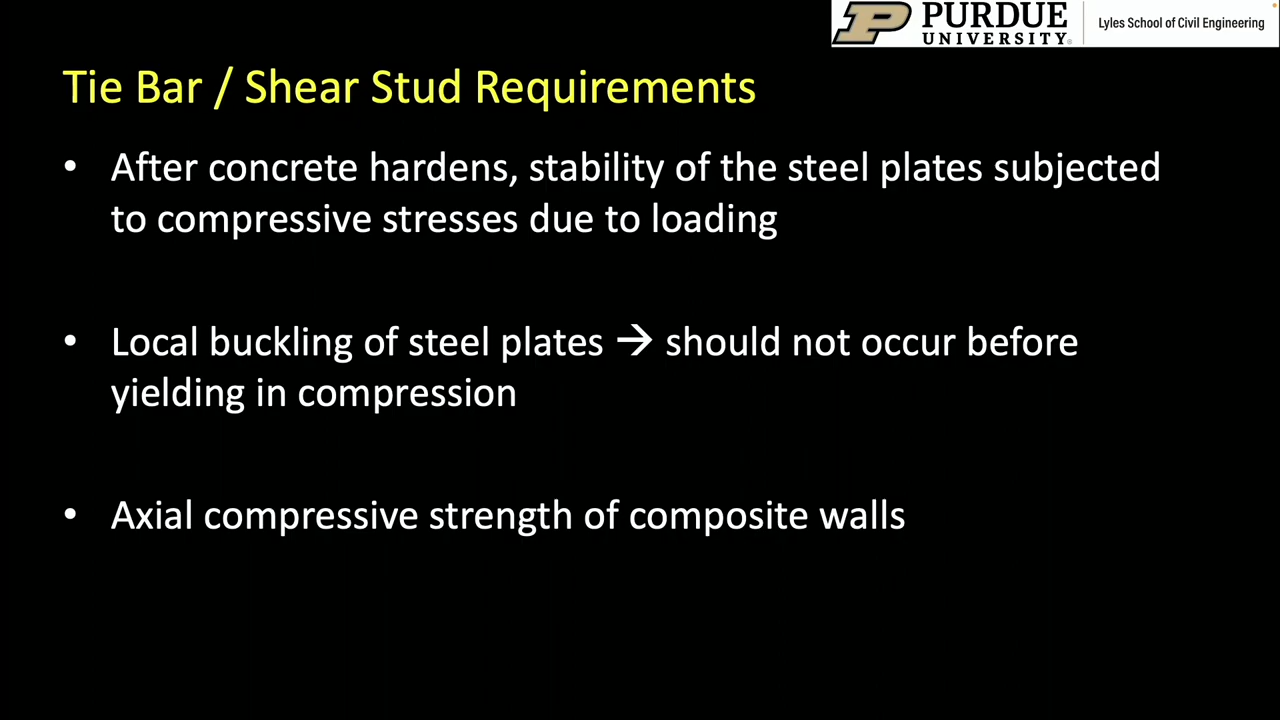 PURDUE
UNIVERSITY®
Lyles School of Civil Engineering
Tie Bar / Shear Stud Requirements
• After concrete hardens, stability of the steel plates subjected
to compressive stresses due to loading
• Local buckling of steel plates → should not occur before
yielding in compression
• Axial compressive strength of composite walls